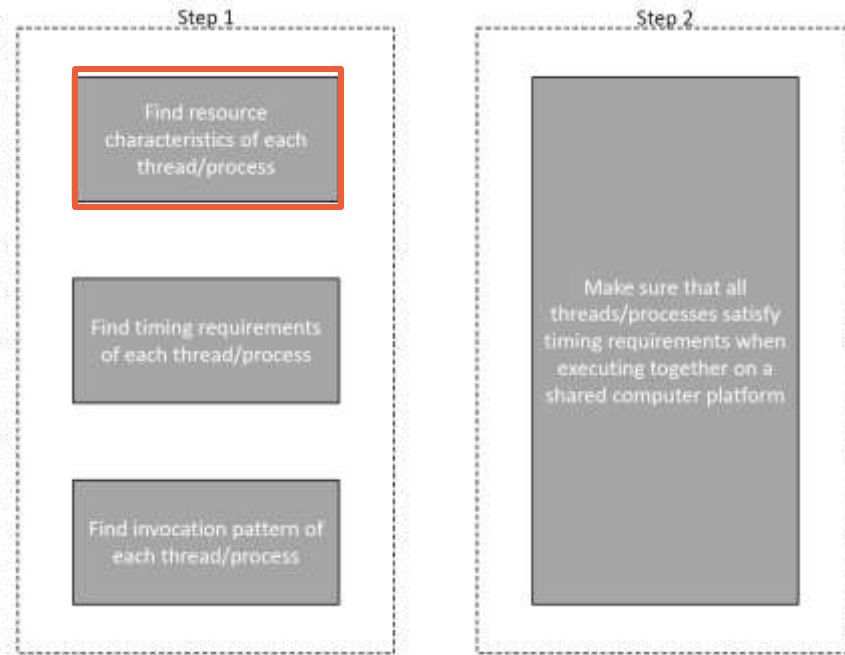 Step 1
Find resource
characteristics of each
thread/process
Find timing requirements
of each thread/process
Find invocation pattern of
each thread/process
Step 2
Make sure that all
threads/processes satisfy
timing requirements when
executing together on a
shared computer platform